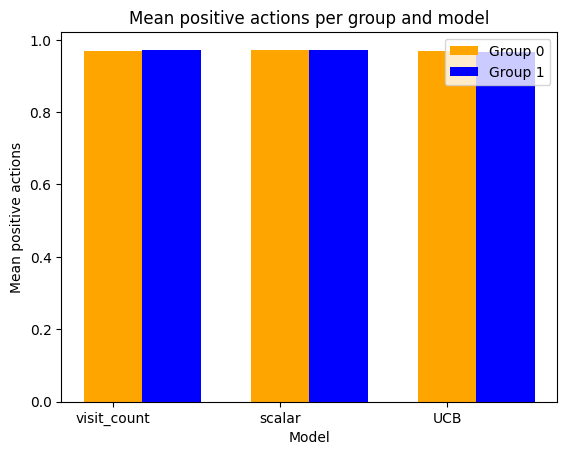 Mean positive actions per group and model
Group 0
Group 1
1.0
0.8
0.6
0.4
0.2
0.0
Mean positive actions
visit_count scalar UCB
Model